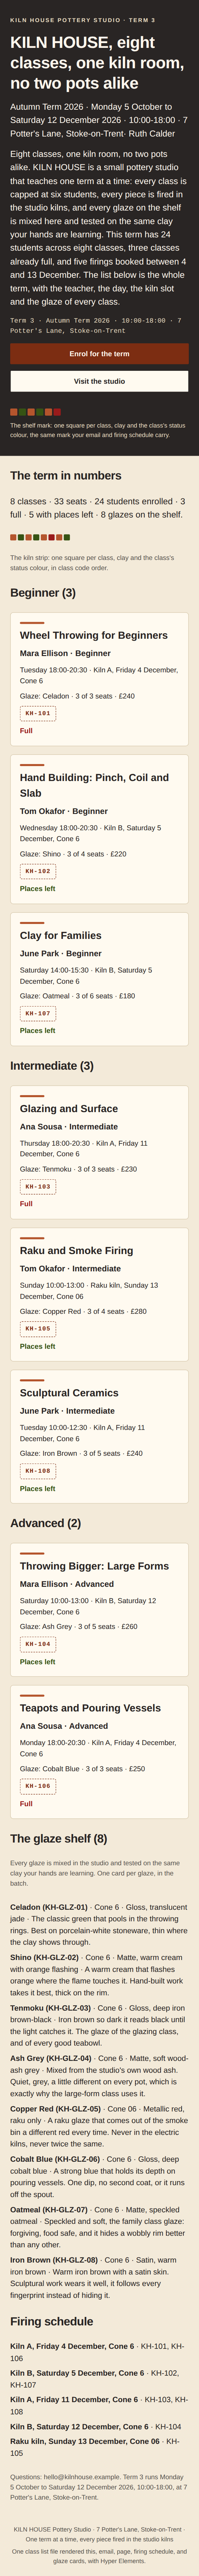 KILN HOUSE POTTERY STUDIO · TERM 3
KILN HOUSE, eight
classes, one kiln room,
no two pots alike
Autumn Term 2026 · Monday 5 October to
Saturday 12 December 2026 · 10:00-18:00 · 7
Potter's Lane, Stoke-on-Trent· Ruth Calder
Eight classes, one kiln room, no two pots
alike. KILN HOUSE is a small pottery studio
that teaches one term at a time: every class is
capped at six students, every piece is fired in
the studio kilns, and every glaze on the shelf
is mixed here and tested on the same clay
your hands are learning. This term has 24
students across eight classes, three classes
already full, and five firings booked between 4
and 13 December. The list below is the whole
term, with the teacher, the day, the kiln slot
and the glaze of every class.
Term 3 · Autumn Term 2026 · 10:00-18:00 · 7
Potter's Lane, Stoke-on-Trent
Enrol for the term
Visit the studio
The shelf mark: one square per class, clay and the class's status
colour, the same mark your email and firing schedule carry.
The term in numbers
8 classes · 33 seats · 24 students enrolled · 3
full · 5 with places left · 8 glazes on the shelf.
The kiln strip: one square per class, clay and the class's
status colour, in class code order.
Beginner (3)
Wheel Throwing for Beginners
Mara Ellison · Beginner
Tuesday 18:00-20:30 · Kiln A, Friday 4 December,
Cone 6
Glaze: Celadon · 3 of 3 seats · £240
KH-101
Full
Hand Building: Pinch, Coil and
Slab
Tom Okafor · Beginner
Wednesday 18:00-20:30 · Kiln B, Saturday 5
December, Cone 6
Glaze: Shino · 3 of 4 seats · £220
KH-102
Places left
Clay for Families
June Park · Beginner
Saturday 14:00-15:30 · Kiln B, Saturday 5
December, Cone 6
Glaze: Oatmeal · 3 of 6 seats · £180
KH-107
Places left
Intermediate (3)
Glazing and Surface
Ana Sousa · Intermediate
Thursday 18:00-20:30 · Kiln A, Friday 11
December, Cone 6
Glaze: Tenmoku · 3 of 3 seats · £230
KH-103
Full
Raku and Smoke Firing
Tom Okafor · Intermediate
Sunday 10:00-13:00 · Raku kiln, Sunday 13
December, Cone 06
Glaze: Copper Red · 3 of 4 seats · £280
KH-105
Places left
Sculptural Ceramics
June Park · Intermediate
Tuesday 10:00-12:30 · Kiln A, Friday 11
December, Cone 6
Glaze: Iron Brown · 3 of 5 seats · £240
KH-108
Places left
Advanced (2)
Throwing Bigger: Large Forms
Mara Ellison · Advanced
Saturday 10:00-13:00 · Kiln B, Saturday 12
December, Cone 6
Glaze: Ash Grey · 3 of 5 seats · £260
KH-104
Places left
Teapots and Pouring Vessels
Ana Sousa · Advanced
Monday 18:00-20:30 · Kiln A, Friday 4 December,
Cone 6
Glaze: Cobalt Blue · 3 of 3 seats · £250
KH-106
Full
The glaze shelf (8)
Every glaze is mixed in the studio and tested on the same
clay your hands are learning. One card per glaze, in the
batch.
Celadon (KH-GLZ-01) · Cone 6 · Gloss, translucent
jade · The classic green that pools in the throwing
rings. Best on porcelain-white stoneware, thin where
the clay shows through.
Shino (KH-GLZ-02) · Cone 6 · Matte, warm cream
with orange flashing · A warm cream that flashes
orange where the flame touches it. Hand-built work
takes it best, thick on the rim.
Tenmoku (KH-GLZ-03) · Cone 6 · Gloss, deep iron
brown-black · Iron brown so dark it reads black until
the light catches it. The glaze of the glazing class,
and of every good teabowl.
Ash Grey (KH-GLZ-04) · Cone 6 · Matte, soft wood-
ash grey · Mixed from the studio's own wood ash.
Quiet, grey, a little different on every pot, which is
exactly why the large-form class uses it.
Copper Red (KH-GLZ-05) · Cone 06 · Metallic red,
raku only · A raku glaze that comes out of the smoke
bin a different red every time. Never in the electric
kilns, never twice the same.
Cobalt Blue (KH-GLZ-06) · Cone 6 · Gloss, deep
cobalt blue · A strong blue that holds its depth on
pouring vessels. One dip, no second coat, or it runs
off the spout.
Oatmeal (KH-GLZ-07) · Cone 6 · Matte, speckled
oatmeal · Speckled and soft, the family class glaze:
forgiving, food safe, and it hides a wobbly rim better
than any other.
Iron Brown (KH-GLZ-08) · Cone 6 · Satin, warm
iron brown · Warm iron brown with a satin skin.
Sculptural work wears it well, it follows every
fingerprint instead of hiding it.
Firing schedule
Kiln A, Friday 4 December, Cone 6 · KH-101, KH-
106
Kiln B, Saturday 5 December, Cone 6 · KH-102,
KH-107
Kiln A, Friday 11 December, Cone 6 · KH-103, KH-
108
Kiln B, Saturday 12 December, Cone 6 · KH-104
Raku kiln, Sunday 13 December, Cone 06 · KH-
105
Questions: hello@kilnhouse.example. Term 3 runs Monday
5 October to Saturday 12 December 2026, 10:00-18:00, at 7
Potter's Lane, Stoke-on-Trent.
KILN HOUSE Pottery Studio · 7 Potter's Lane, Stoke-on-Trent ·
One term at a time, every piece fired in the studio kilns
One class list file rendered this, email, page, firing schedule, and
glaze cards, with Hyper Elements.